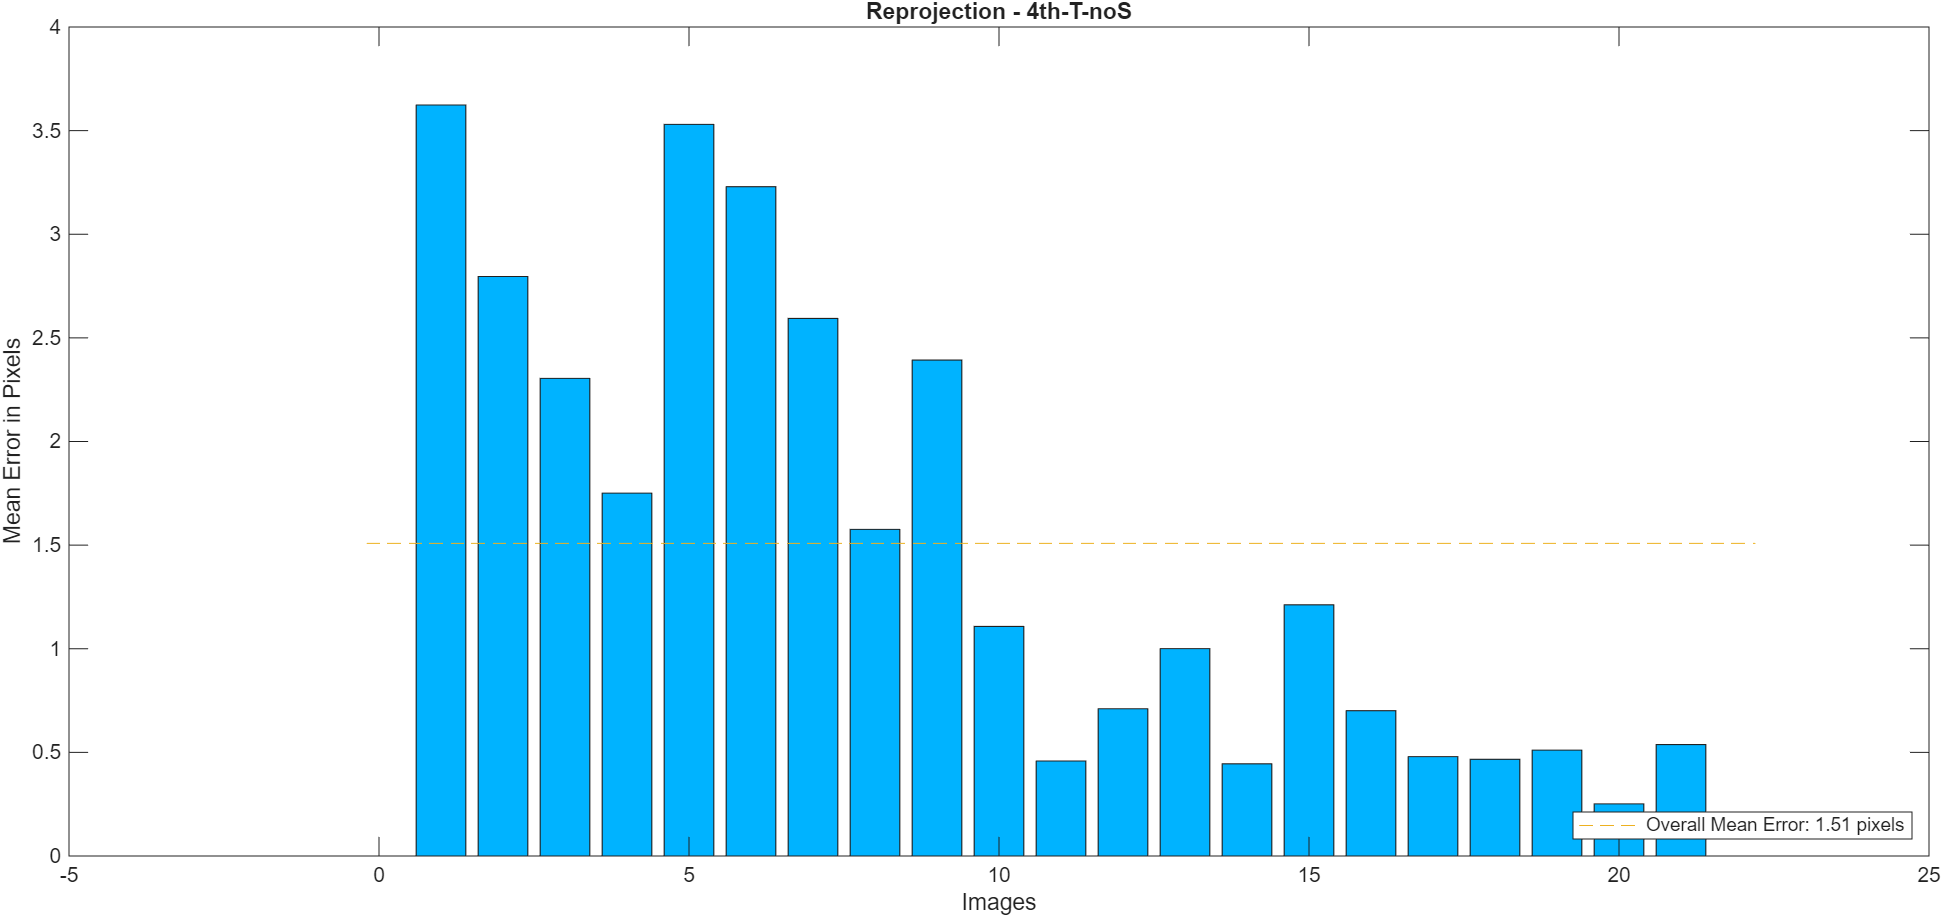 Reprojection - 4th-T-noS
4
3.5
3
2.5
2
1.5
1
0.5
0
Mean Error in Pixels
-5 0 5 10 15 20 25
Images
Overall Mean Error: 1.51 pixels